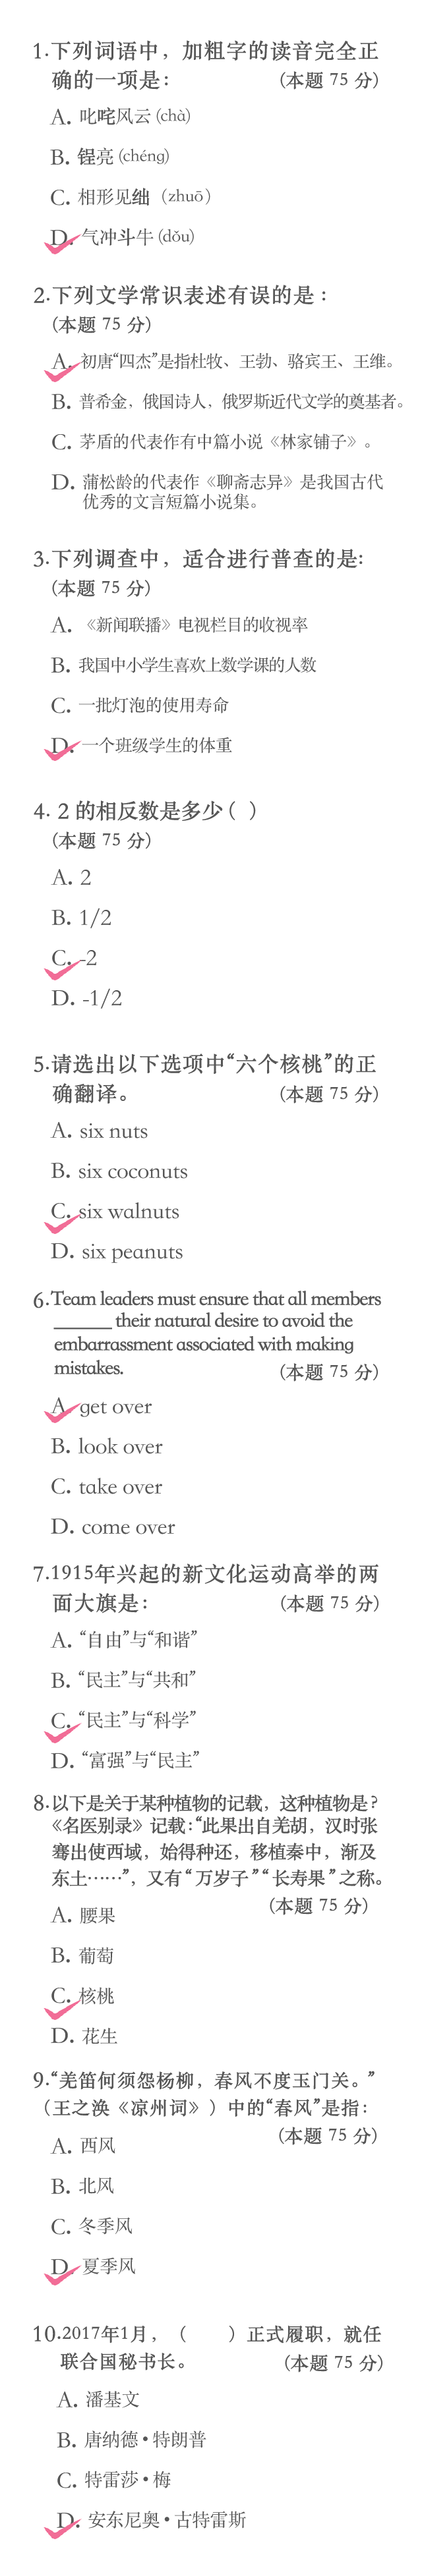 1.下列词语中，加粗字的读音完全正
确的一项是：
(本题 75 分)
A. 叱咤风云 (chà)
B. 锃亮 (chéng)
C. 相形见绌（zhuō）
D. 气冲斗牛 (dǒu)
2.下列文学常识表述有误的是：
(本题 75 分)
A. 初唐“四杰”是指杜牧、王勃、骆宾王、王维。
B. 普希金，俄国诗人，俄罗斯近代文学的奠基者。
C. 茅盾的代表作有中篇小说《林家铺子》。
D. 蒲松龄的代表作《聊斋志异》是我国古代
优秀的文言短篇小说集。
3.下列调查中，适合进行普查的是:
(本题 75 分)
A. 《新闻联播》电视栏目的收视率
B. 我国中小学生喜欢上数学课的人数
C. 一批灯泡的使用寿命
D. 一个班级学生的体重
4. 2 的相反数是多少 ( )
(本题 75 分)
A. 2
B. 1/2
C. -2
D. -1/2
5.请选出以下选项中“六个核桃”的正
确翻译。
(本题 75 分)
A. six nuts
B. six coconuts
C. six walnuts
D. six peanuts
6.Team leaders must ensure that all members
______ their natural desire to avoid the
embarrassment associated with making
mistakes.
(本题 75 分)
A. get over
B. look over
C. take over
D. come over
7.1915年兴起的新文化运动高举的两
面大旗是：
(本题 75 分)
A. “自由”与“和谐”
B. “民主”与“共和”
C. “民主”与“科学”
D. “富强”与“民主”
8.以下是关于某种植物的记载，这种植物是？
《名医别录》记载：“此果出自羌胡，汉时张
骞出使西域，始得种还，移植秦中，渐及
东土……”，又有“万岁子”“长寿果”之称。
(本题 75 分)
A. 腰果
B. 葡萄
C. 核桃
D. 花生
9.“羌笛何须怨杨柳，春风不度玉门关。”
（王之涣《凉州词》）中的“春风”是指：
(本题 75 分)
A. 西风
B. 北风
C. 冬季风
D. 夏季风
10.2017年1月，（ ）正式履职，就任
联合国秘书长。
(本题 75 分)
A. 潘基文
B. 唐纳德•特朗普
C. 特雷莎•梅
D. 安东尼奥•古特雷斯